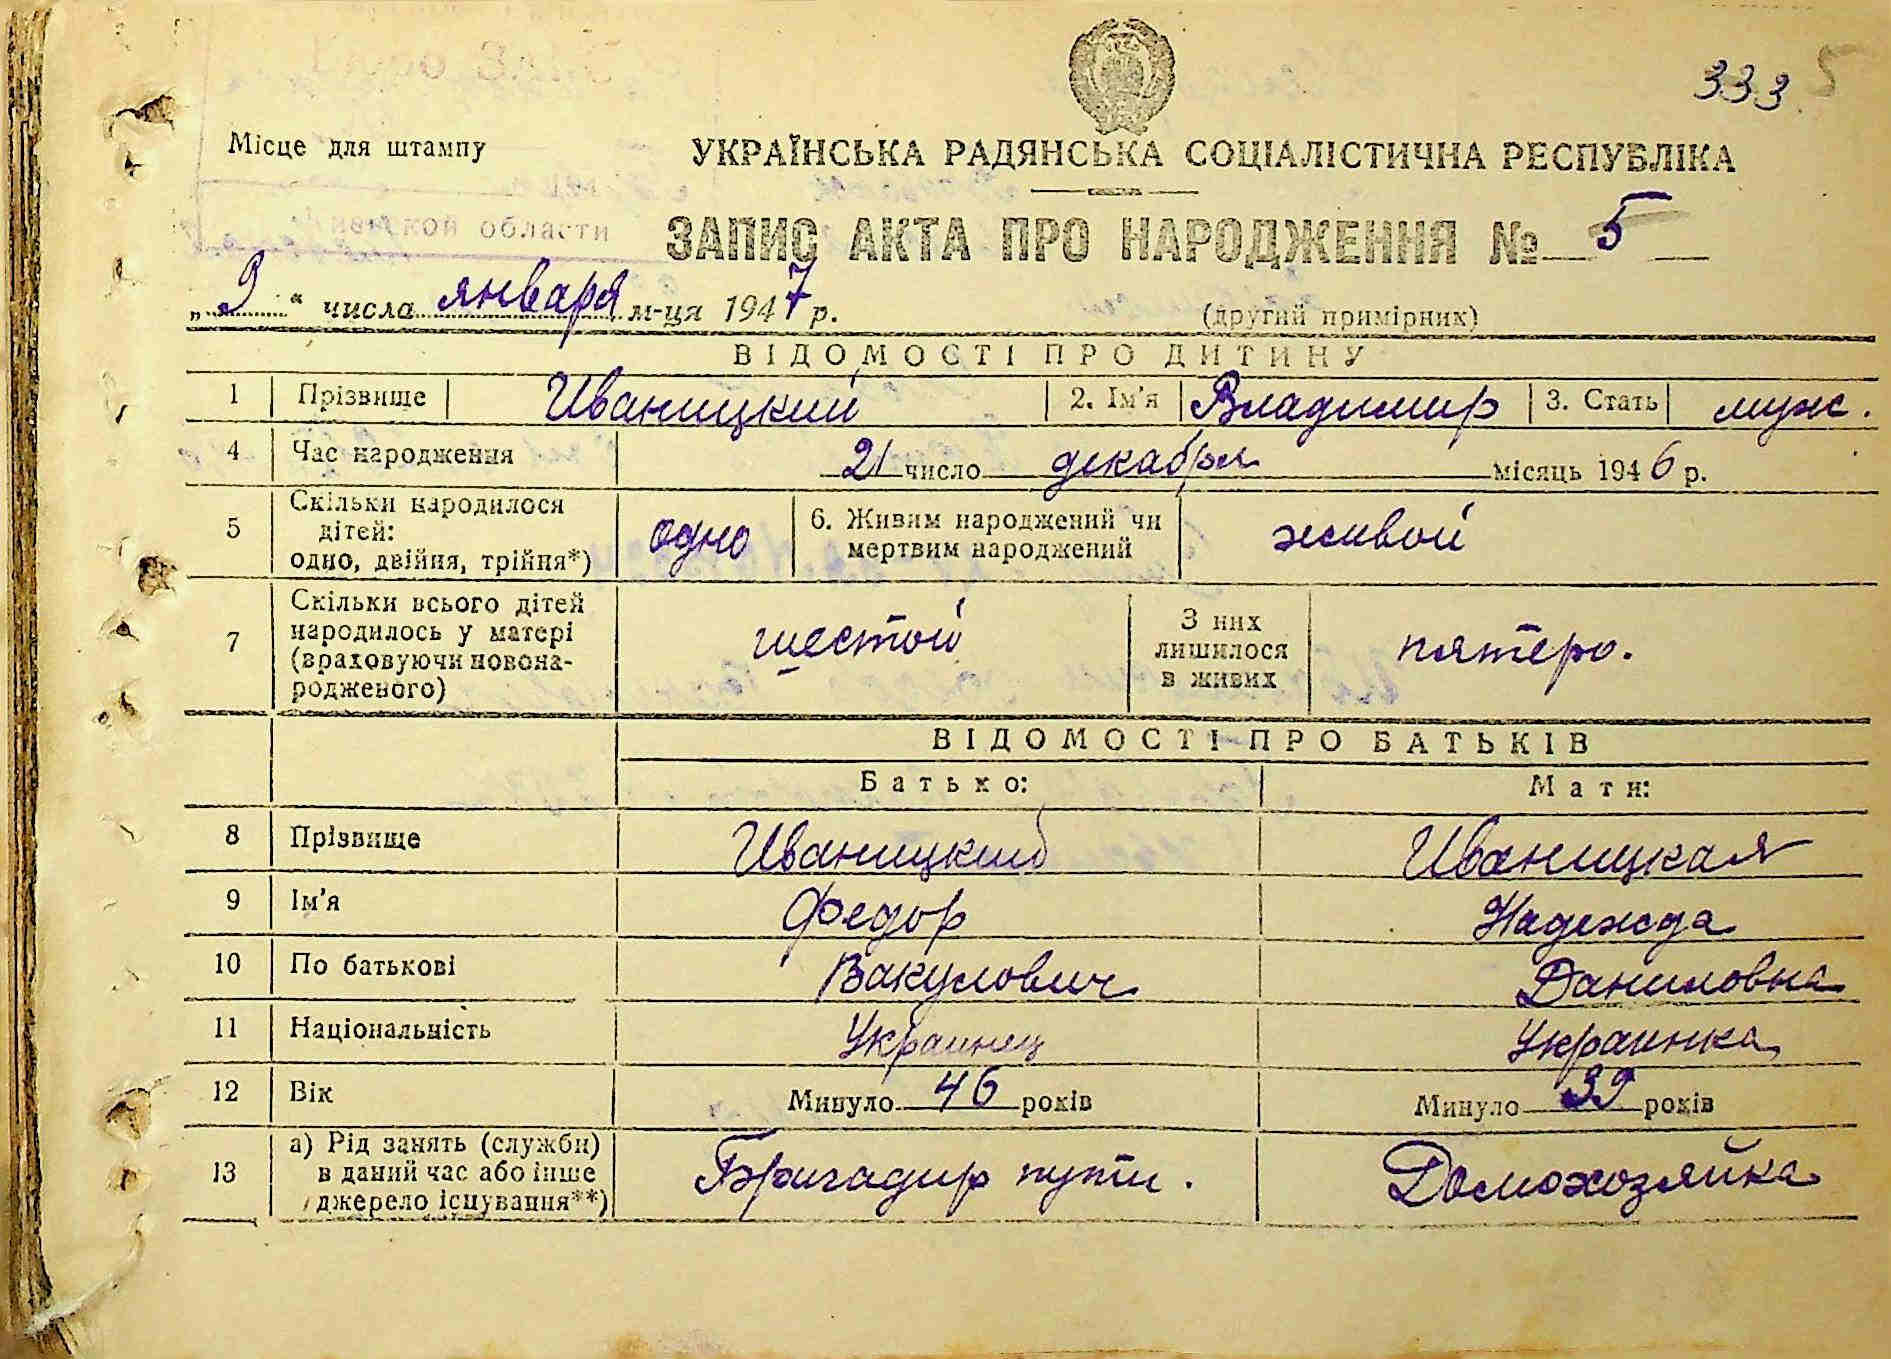 333 5
Місце для штампу
УКРАЇНСЬКА РАДЯНСЬКА СОЦІАЛІСТИЧНА РЕСПУБЛІКА
области
ЗАПИС АКТА ПРО НАРОДЖЕННЯ № 5
„ 9 “ числа января м-ця 1947 р.
(другий примірних)
ВІДОМОСТІ ПРО ДИТИНУ
1 Прізвище Иваницкий 2. Ім'я Владимир 3. Стать муж.
4 Час народження 21 число декабря місяць 1946 р.
5 Скільки народилося дітей: одно, двійня, трійня*) одно 6. Живим народжений чи мертвим народжений живой
7 Скільки всього дітей народилось у матері (враховуючи новона-родженого) шестой З них лишилося в живих пятеро.
ВІДОМОСТІ ПРО БАТЬКІВ
Батько: Мати:
8 Прізвище Иваницкий Иваницкая
9 Ім'я Федор Надежда
10 По батькові Вакулович Даниловна
11 Національність Украинец Украинка
12 Вік Минуло 46 років Минуло 39 років
13 а) Рід занять (служби) в даний час або інше джерело існування**) Бригадир пути. Домохозяйка